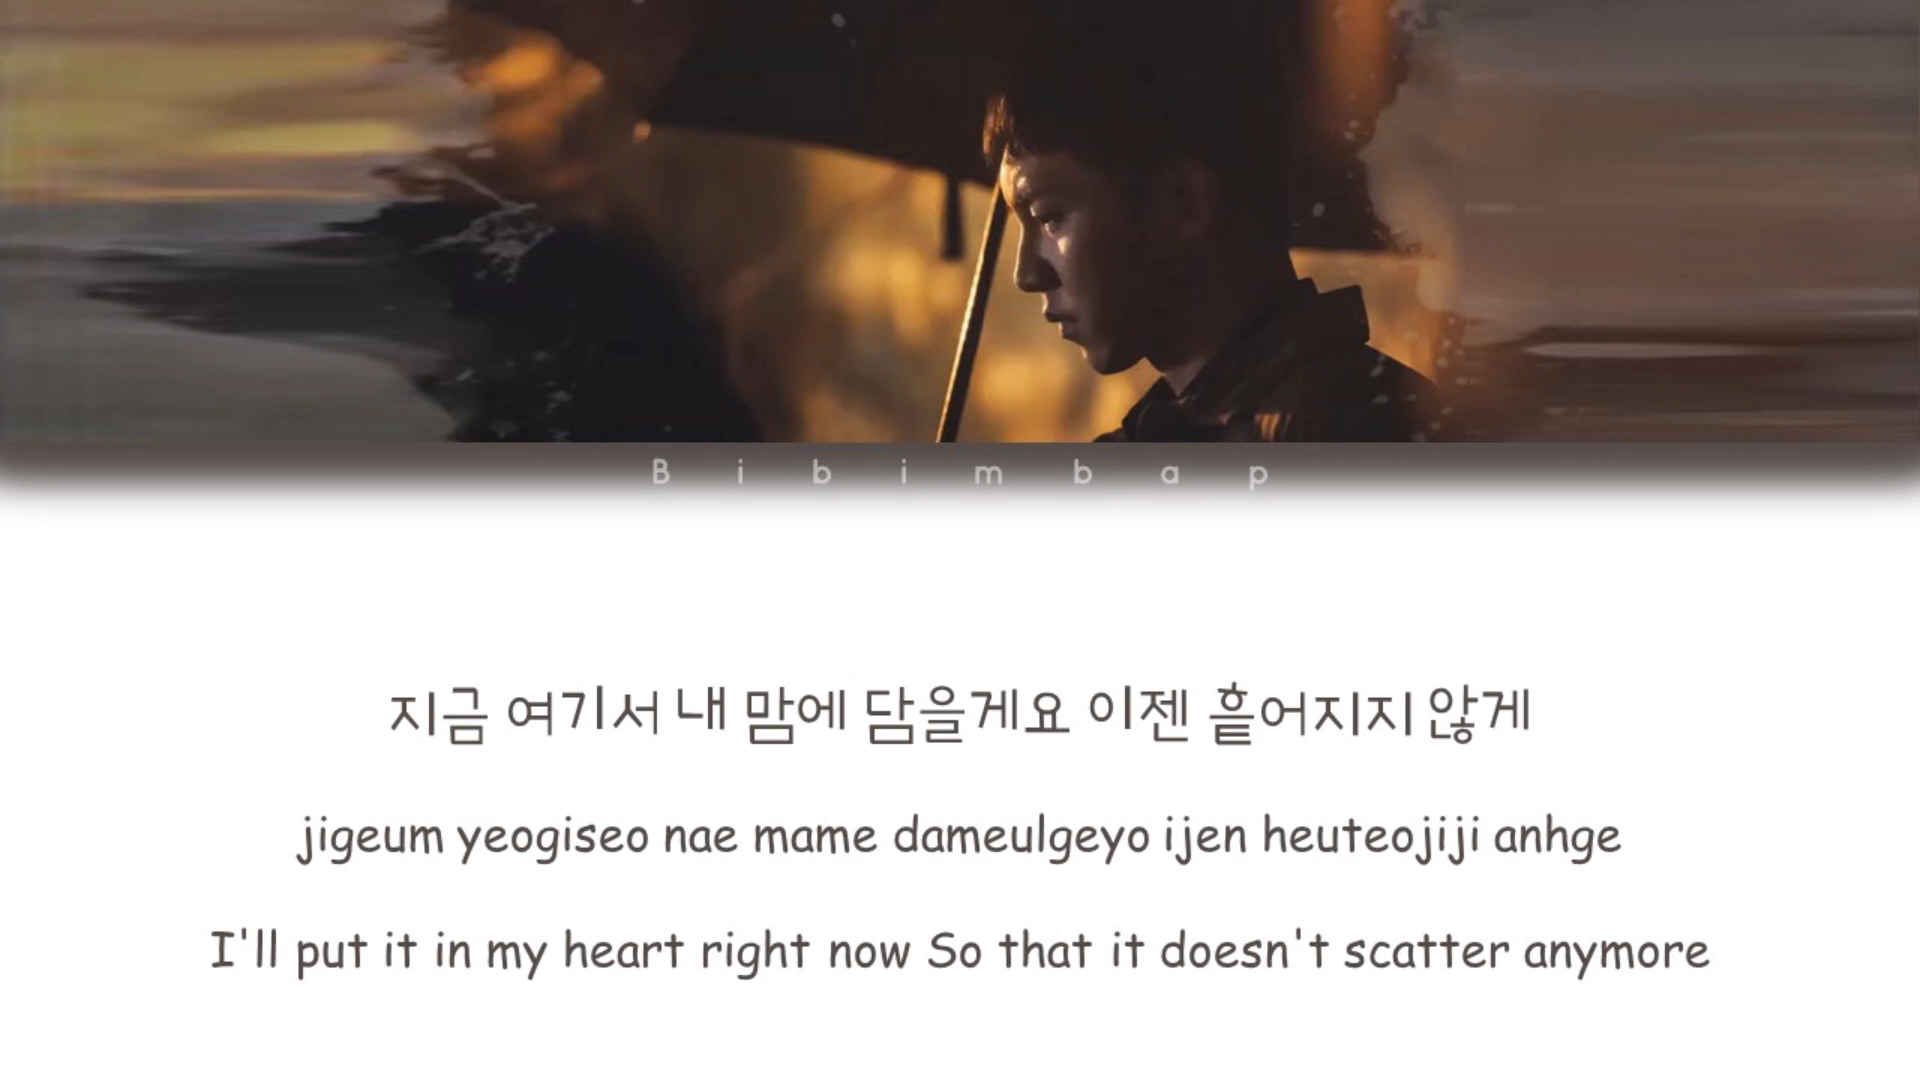 Bibimbap
지금 여기서 내 맘에 담을게요 이젠 흩어지지 않게
jigeum yeogiseo nae mame dameulgeyo ijen heuteojiji anhge
I'll put it in my heart right now So that it doesn't scatter anymore